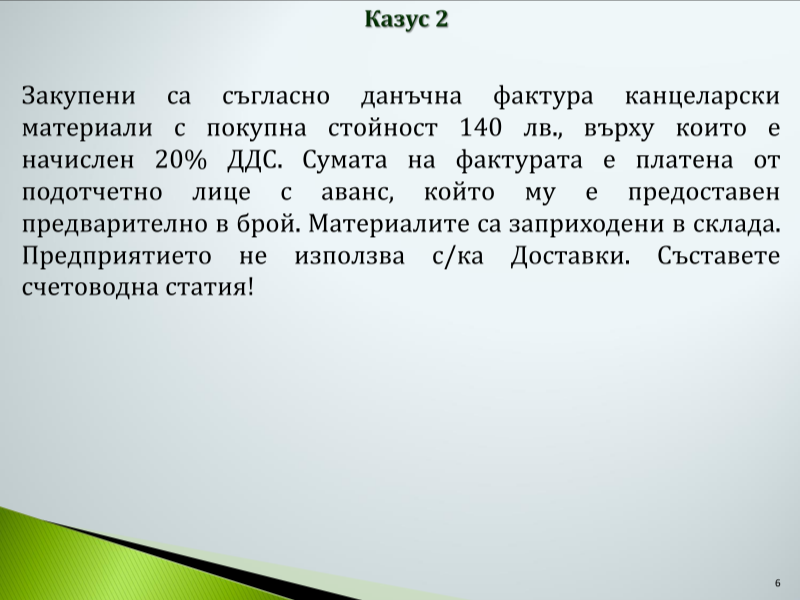 Казус 2
Закупени са съгласно данъчна фактура канцеларски
материали с покупна стойност 140 лв., върху които е
начислен 20% ДДС. Сумата на фактурата е платена от
подотчетно лице с аванс, който му е предоставен
предварително в брой. Материалите са заприходени в склада.
Предприятието не използва с/ка Доставки. Съставете
счетоводна статия!
6